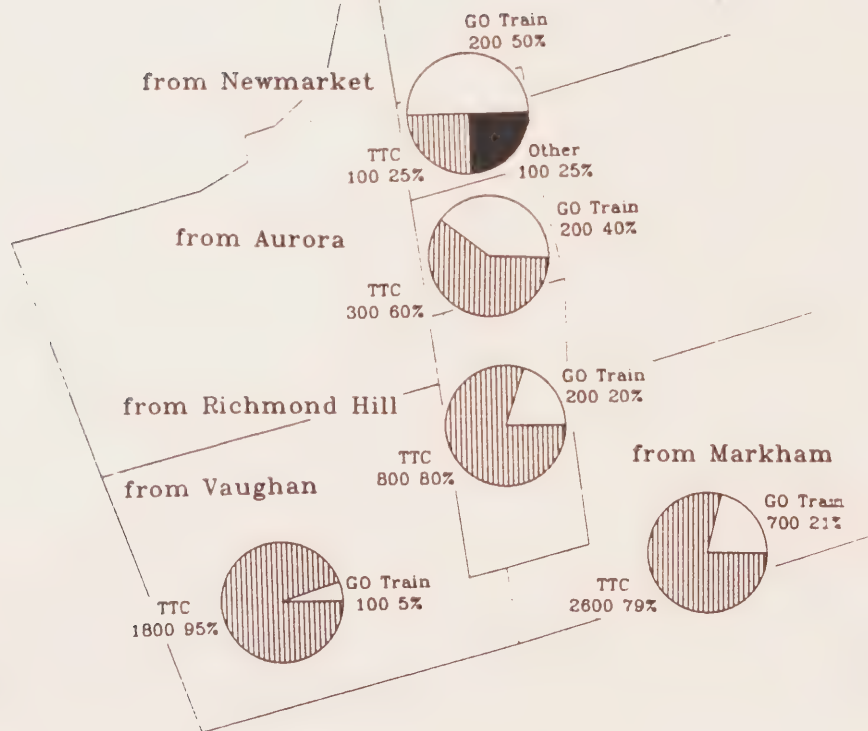 GO Train
200 50%
from Newmarket
TTC
100 25%
Other
100 25%
from Aurora
GO Train
200 40%
TTC
300 60%
from Richmond Hill
GO Train
200 20%
TTC
800 80%
from Markham
GO Train
700 21%
TTC
2600 79%
from Vaughan
GO Train
100 5%
TTC
1800 95%